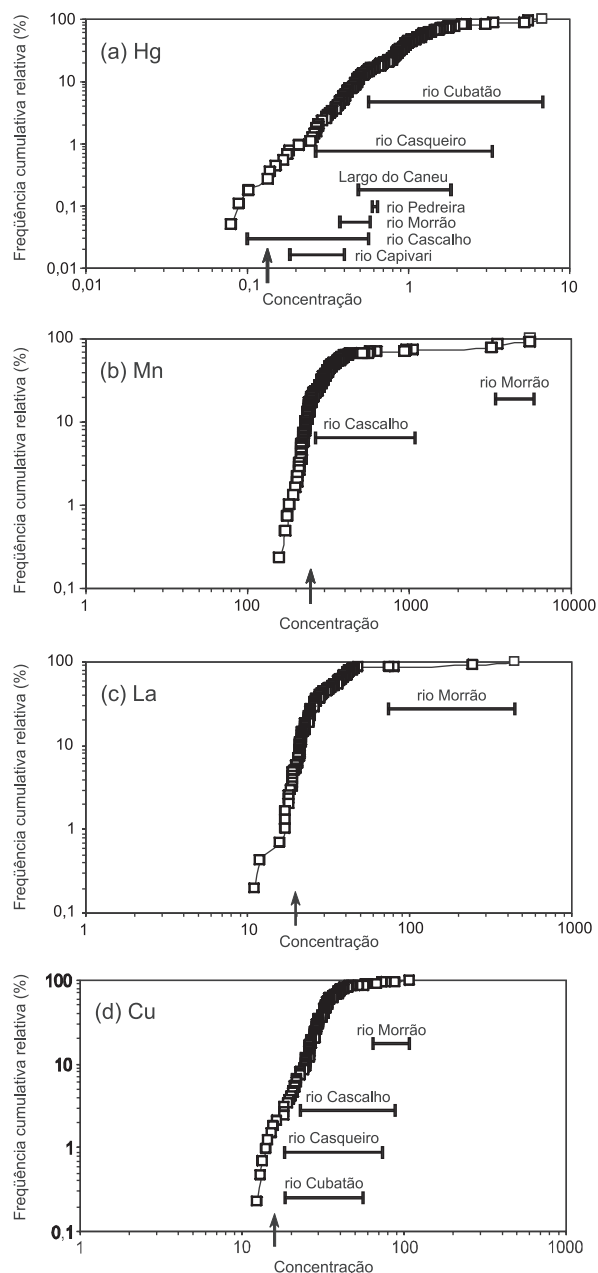 Freqüência cumulativa relativa (%)
100
10
1
0,1
0,01
(a) Hg
rio Cubatão
rio Casqueiro
Largo do Caneu
rio Pedreira
rio Morrão
rio Cascalho
rio Capivari
0,01
0,1
1
10
Concentração
Freqüência cumulativa relativa (%)
100
10
1
0,1
(b) Mn
rio Morrão
rio Cascalho
1
100
1000
10000
Concentração
Freqüência cumulativa relativa (%)
100
10
1
0,1
(c) La
rio Morrão
1
10
100
1000
Concentração
Freqüência cumulativa relativa (%)
100
10
1
0,1
(d) Cu
rio Morrão
rio Cascalho
rio Casqueiro
rio Cubatão
1
10
100
1000
Concentração